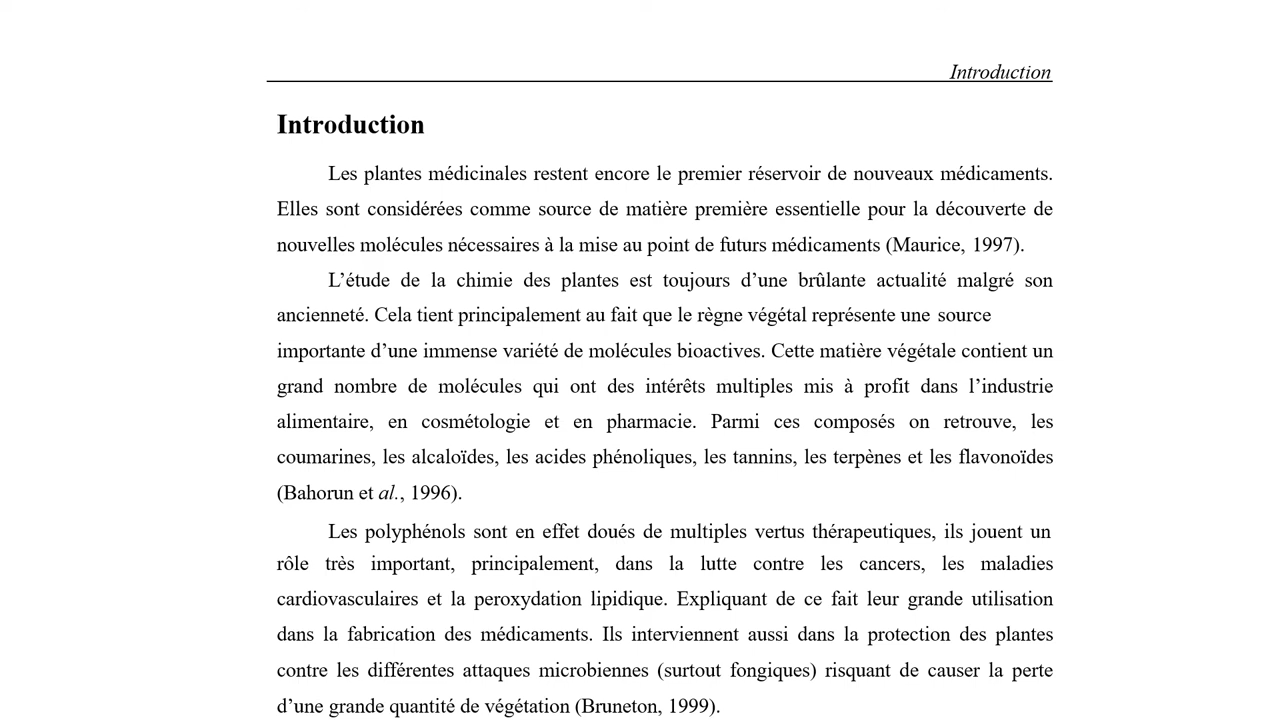 Introduction
Introduction
Les plantes médicinales restent encore le premier réservoir de nouveaux médicaments.
Elles sont considérées comme source de matière première essentielle pour la découverte de
nouvelles molécules nécessaires à la mise au point de futurs médicaments (Maurice, 1997).
L’étude de la chimie des plantes est toujours d’une brûlante actualité malgré son
ancienneté. Cela tient principalement au fait que le règne végétal représente une source
importante d’une immense variété de molécules bioactives. Cette matière végétale contient un
grand nombre de molécules qui ont des intérêts multiples mis à profit dans l’industrie
alimentaire, en cosmétologie et en pharmacie. Parmi ces composés on retrouve, les
coumarines, les alcaloïdes, les acides phénoliques, les tannins, les terpènes et les flavonoïdes
(Bahorun et al., 1996).
Les polyphénols sont en effet doués de multiples vertus thérapeutiques, ils jouent un
rôle très important, principalement, dans la lutte contre les cancers, les maladies
cardiovasculaires et la peroxydation lipidique. Expliquant de ce fait leur grande utilisation
dans la fabrication des médicaments. Ils interviennent aussi dans la protection des plantes
contre les différentes attaques microbiennes (surtout fongiques) risquant de causer la perte
d’une grande quantité de végétation (Bruneton, 1999).